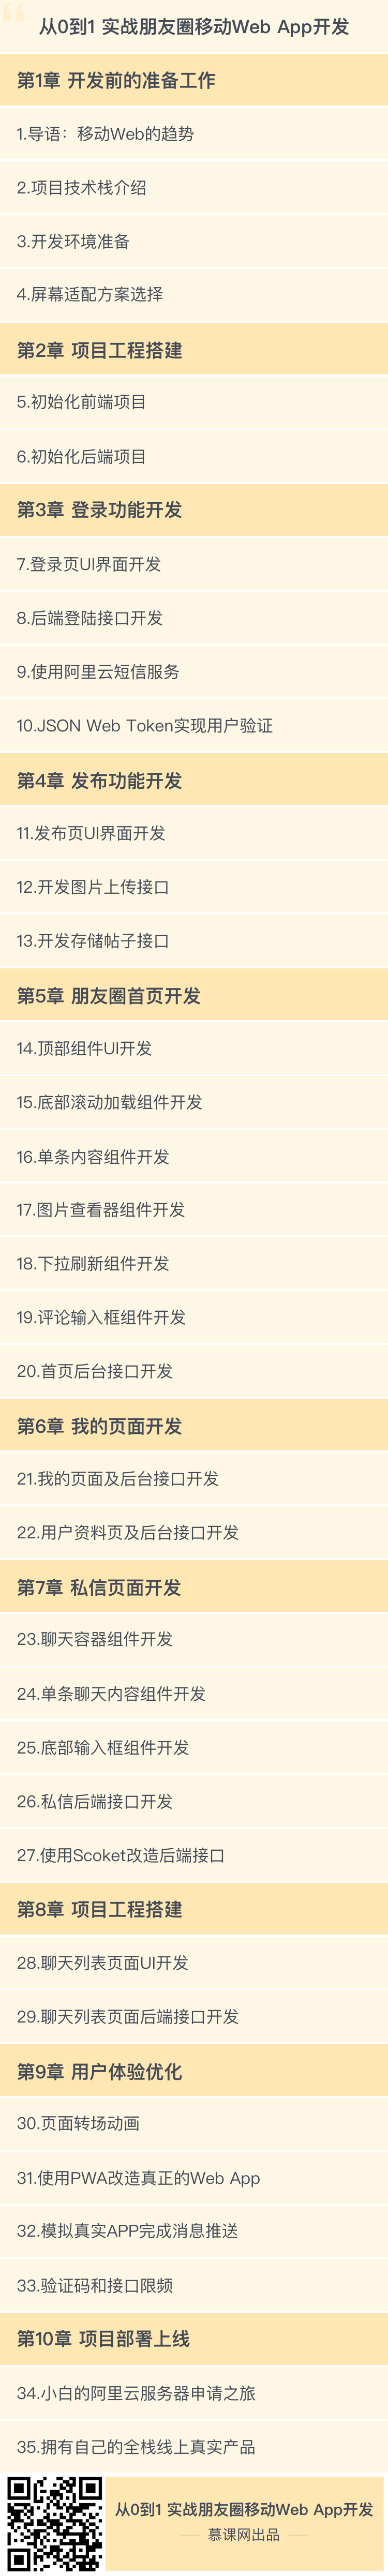 从0到1 实战朋友圈移动Web App开发
第1章 开发前的准备工作
1.导语：移动Web的趋势
2.项目技术栈介绍
3.开发环境准备
4.屏幕适配方案选择
第2章 项目工程搭建
5.初始化前端项目
6.初始化后端项目
第3章 登录功能开发
7.登录页UI界面开发
8.后端登陆接口开发
9.使用阿里云短信服务
10.JSON Web Token实现用户验证
第4章 发布功能开发
11.发布页UI界面开发
12.开发图片上传接口
13.开发存储帖子接口
第5章 朋友圈首页开发
14.顶部组件UI开发
15.底部滚动加载组件开发
16.单条内容组件开发
17.图片查看器组件开发
18.下拉刷新组件开发
19.评论输入框组件开发
20.首页后台接口开发
第6章 我的页面开发
21.我的页面及后台接口开发
22.用户资料页及后台接口开发
第7章 私信页面开发
23.聊天容器组件开发
24.单条聊天内容组件开发
25.底部输入框组件开发
26.私信后端接口开发
27.使用Scoket改造后端接口
第8章 项目工程搭建
28.聊天列表页面UI开发
29.聊天列表页面后端接口开发
第9章 用户体验优化
30.页面转场动画
31.使用PWA改造真正的Web App
32.模拟真实APP完成消息推送
33.验证码和接口限频
第10章 项目部署上线
34.小白的阿里云服务器申请之旅
35.拥有自己的全栈线上真实产品
从0到1 实战朋友圈移动Web App开发
慕课网出品